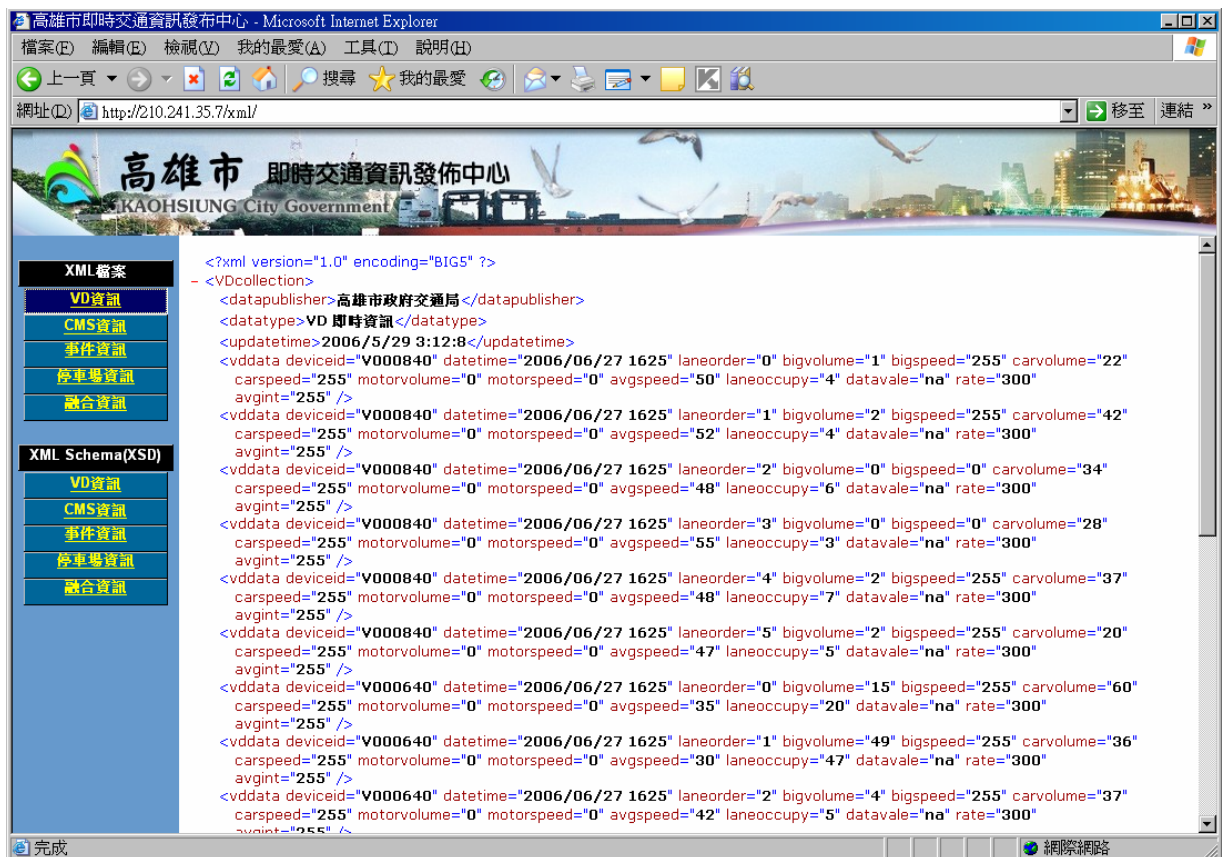 高雄市即時交通資訊發布中心 - Microsoft Internet Explorer
檔案(F) 編輯(E) 檢視(V) 我的最愛(A) 工具(T) 說明(H)
上一頁 搜尋 我的最愛
網址(D) http://210.241.35.7/xml/ 移至 連結 »
高雄市 即時交通資訊發佈中心
KAOHSIUNG City Government
XML檔案
VD資訊
CMS資訊
事件資訊
停車場資訊
融合資訊
XML Schema(XSD)
VD資訊
CMS資訊
事件資訊
停車場資訊
融合資訊
<?xml version="1.0" encoding="BIG5" ?>
- <VDcollection>
<datapublisher>高雄市政府交通局</datapublisher>
<datatype>VD 即時資訊</datatype>
<updatetime>2006/5/29 3:12:8</updatetime>
<vddata deviceid="V000840" datetime="2006/06/27 1625" laneorder="0" bigvolume="1" bigspeed="255" carvolume="22"
carspeed="255" motorvolume="0" motorspeed="0" avgspeed="50" laneoccupy="4" datavale="na" rate="300"
avgint="255" />
<vddata deviceid="V000840" datetime="2006/06/27 1625" laneorder="1" bigvolume="2" bigspeed="255" carvolume="42"
carspeed="255" motorvolume="0" motorspeed="0" avgspeed="52" laneoccupy="4" datavale="na" rate="300"
avgint="255" />
<vddata deviceid="V000840" datetime="2006/06/27 1625" laneorder="2" bigvolume="0" bigspeed="0" carvolume="34"
carspeed="255" motorvolume="0" motorspeed="0" avgspeed="48" laneoccupy="6" datavale="na" rate="300"
avgint="255" />
<vddata deviceid="V000840" datetime="2006/06/27 1625" laneorder="3" bigvolume="0" bigspeed="0" carvolume="28"
carspeed="255" motorvolume="0" motorspeed="0" avgspeed="55" laneoccupy="3" datavale="na" rate="300"
avgint="255" />
<vddata deviceid="V000840" datetime="2006/06/27 1625" laneorder="4" bigvolume="2" bigspeed="255" carvolume="37"
carspeed="255" motorvolume="0" motorspeed="0" avgspeed="48" laneoccupy="7" datavale="na" rate="300"
avgint="255" />
<vddata deviceid="V000840" datetime="2006/06/27 1625" laneorder="5" bigvolume="2" bigspeed="255" carvolume="20"
carspeed="255" motorvolume="0" motorspeed="0" avgspeed="47" laneoccupy="5" datavale="na" rate="300"
avgint="255" />
<vddata deviceid="V000640" datetime="2006/06/27 1625" laneorder="0" bigvolume="15" bigspeed="255" carvolume="60"
carspeed="255" motorvolume="0" motorspeed="0" avgspeed="35" laneoccupy="20" datavale="na" rate="300"
avgint="255" />
<vddata deviceid="V000640" datetime="2006/06/27 1625" laneorder="1" bigvolume="49" bigspeed="255" carvolume="36"
carspeed="255" motorvolume="0" motorspeed="0" avgspeed="30" laneoccupy="47" datavale="na" rate="300"
avgint="255" />
<vddata deviceid="V000640" datetime="2006/06/27 1625" laneorder="2" bigvolume="4" bigspeed="255" carvolume="37"
carspeed="255" motorvolume="0" motorspeed="0" avgspeed="42" laneoccupy="5" datavale="na" rate="300"
avgint="255" />
完成 網際網路